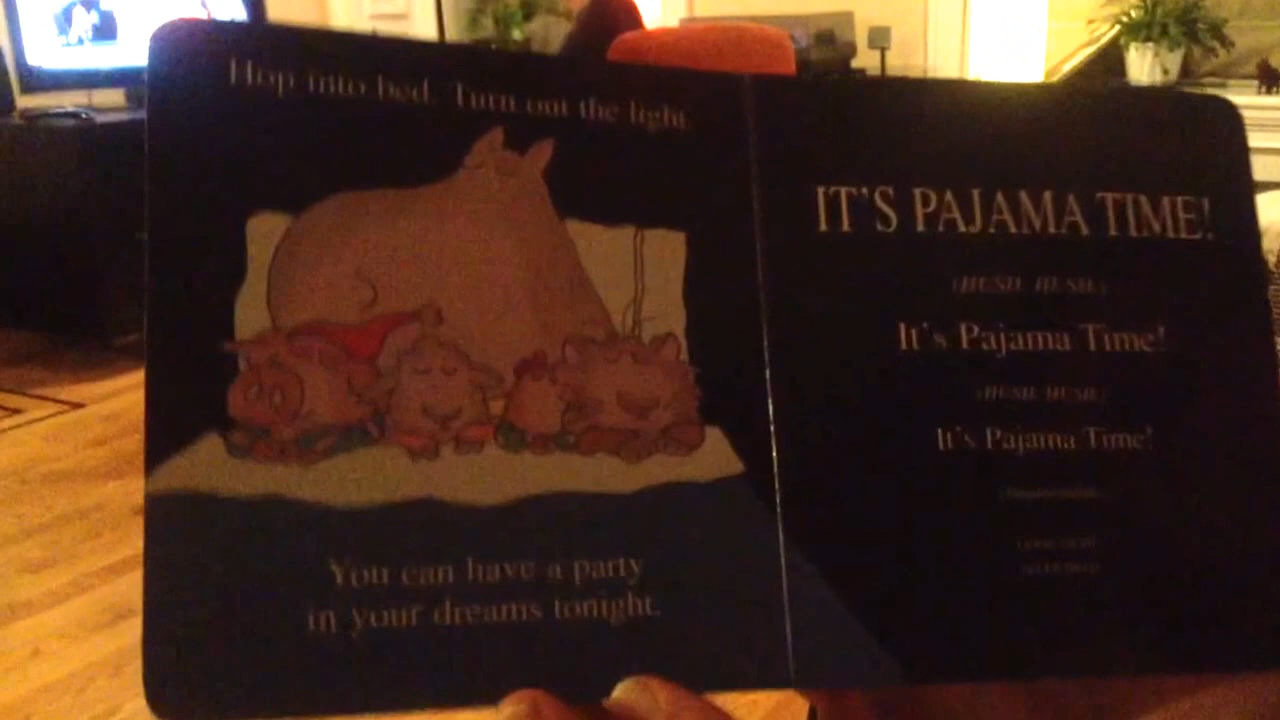 Hop into bed. Turn out the light.
You can have a party
in your dreams tonight.
IT'S PAJAMA TIME!
(HUSH HUSH.)
It's Pajama Time!
(HUSH HUSH.)
It's Pajama Time!